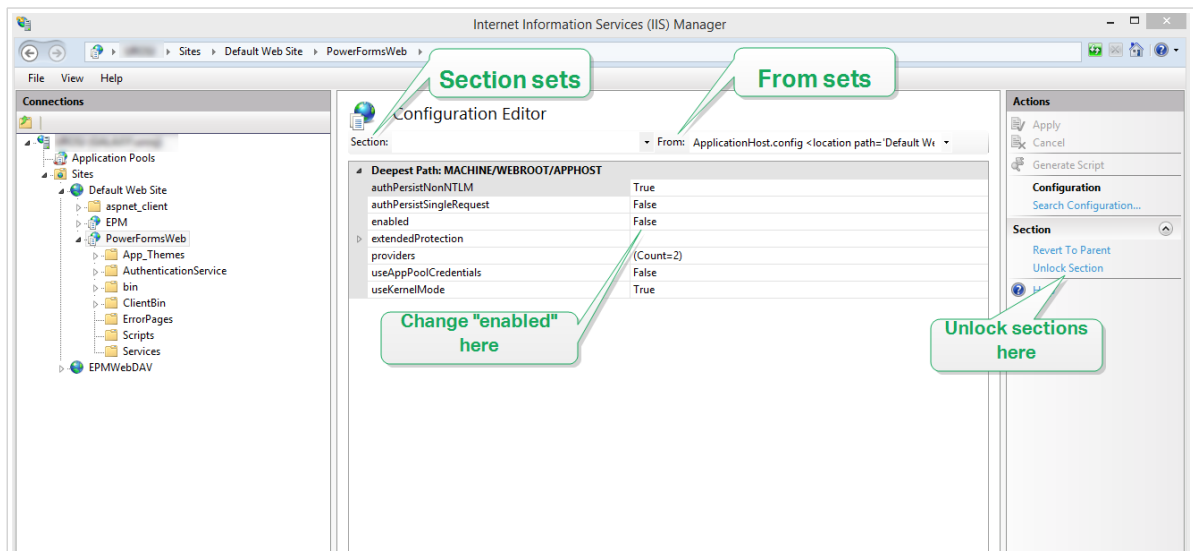 Internet Information Services (IIS) Manager
Sites Default Web Site PowerFormsWeb
File View Help
Connections
Application Pools
Sites
Default Web Site
aspnet_client
EPM
PowerFormsWeb
App_Themes
AuthenticationService
bin
ClientBin
ErrorPages
Scripts
Services
EPMWebDAV
Section sets
From sets
Configuration Editor
Section: From: ApplicationHost.config <location path='Default We
Deepest Path: MACHINE/WEBROOT/APPHOST
authPersistNonNTLM True
authPersistSingleRequest False
enabled False
extendedProtection
providers (Count=2)
useAppPoolCredentials False
useKernelMode True
Change "enabled"
here
Actions
Apply
Cancel
Generate Script
Configuration
Search Configuration...
Section
Revert To Parent
Unlock Section
Unlock sections
here